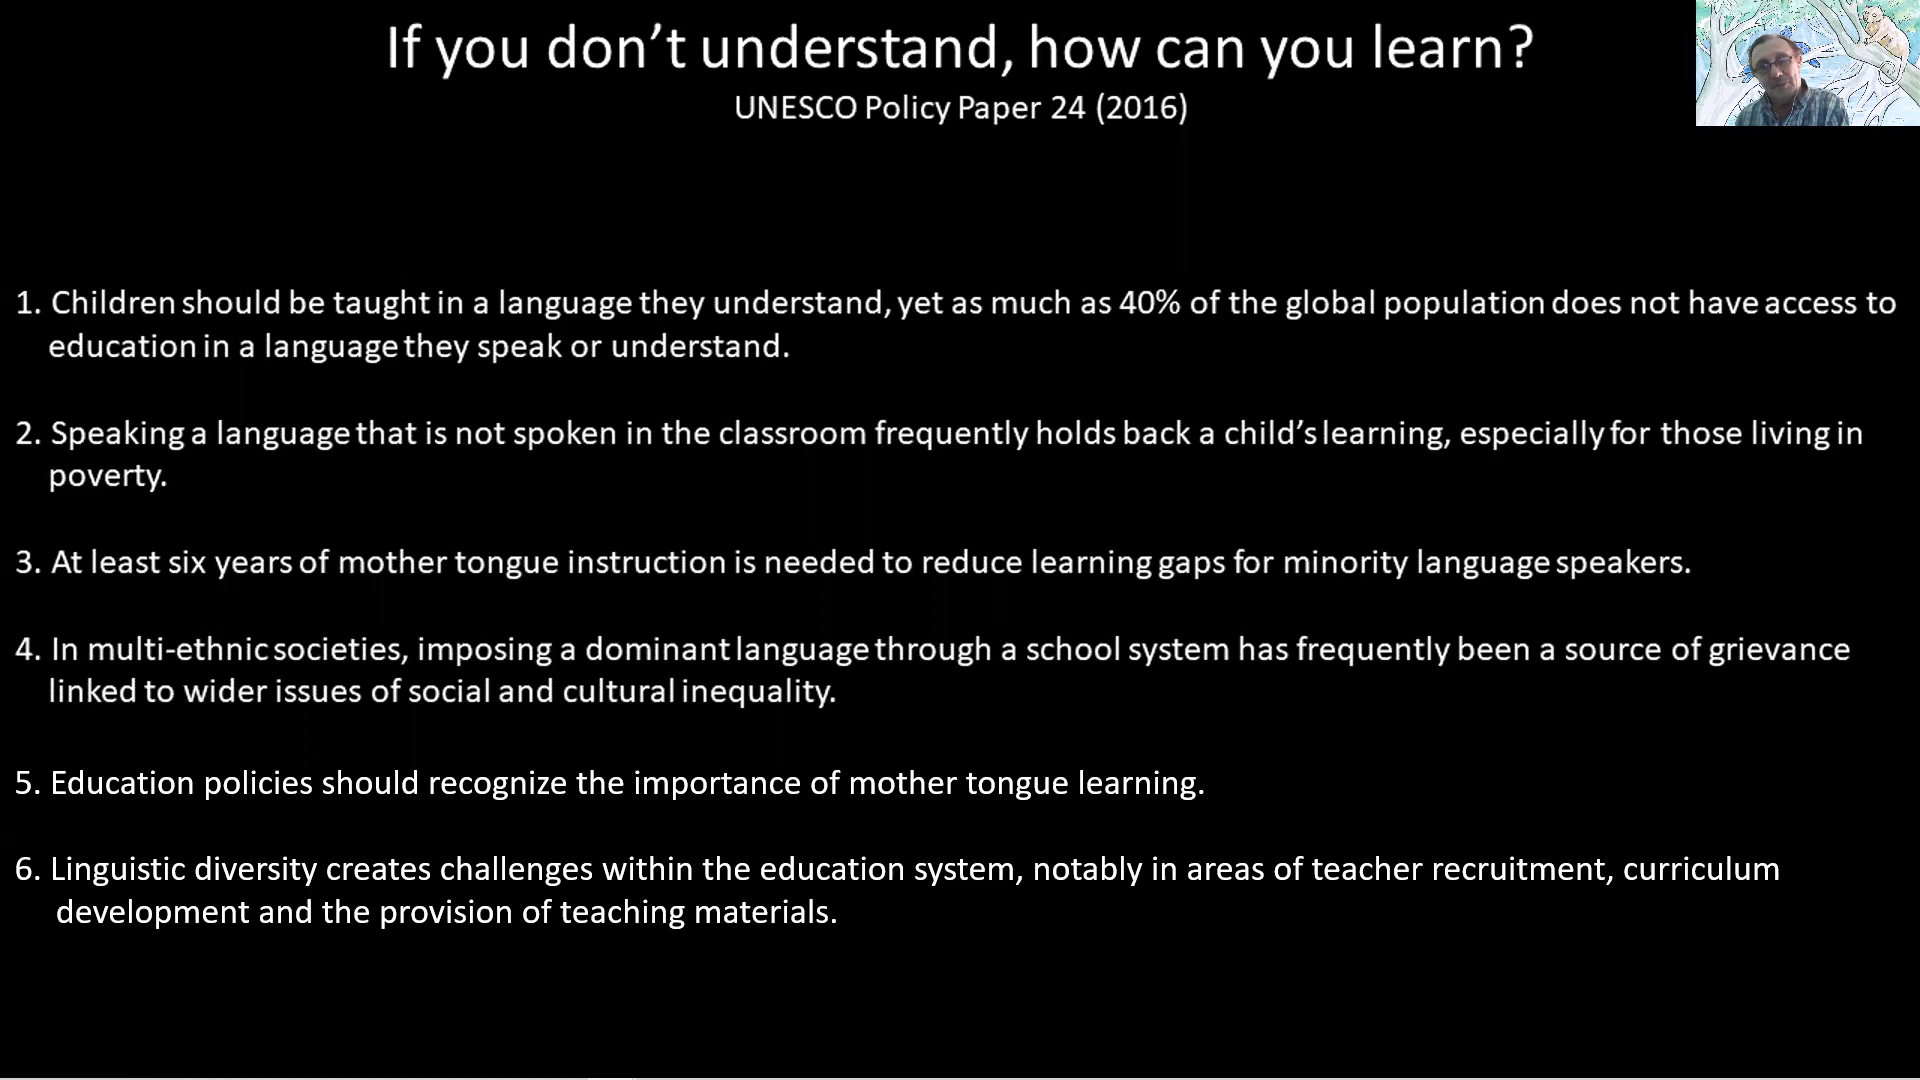 If you don’t understand, how can you learn?
UNESCO Policy Paper 24 (2016)
1. Children should be taught in a language they understand, yet as much as 40% of the global population does not have access to
education in a language they speak or understand.
2. Speaking a language that is not spoken in the classroom frequently holds back a child’s learning, especially for those living in
poverty.
3. At least six years of mother tongue instruction is needed to reduce learning gaps for minority language speakers.
4. In multi-ethnic societies, imposing a dominant language through a school system has frequently been a source of grievance
linked to wider issues of social and cultural inequality.
5. Education policies should recognize the importance of mother tongue learning.
6. Linguistic diversity creates challenges within the education system, notably in areas of teacher recruitment, curriculum
development and the provision of teaching materials.